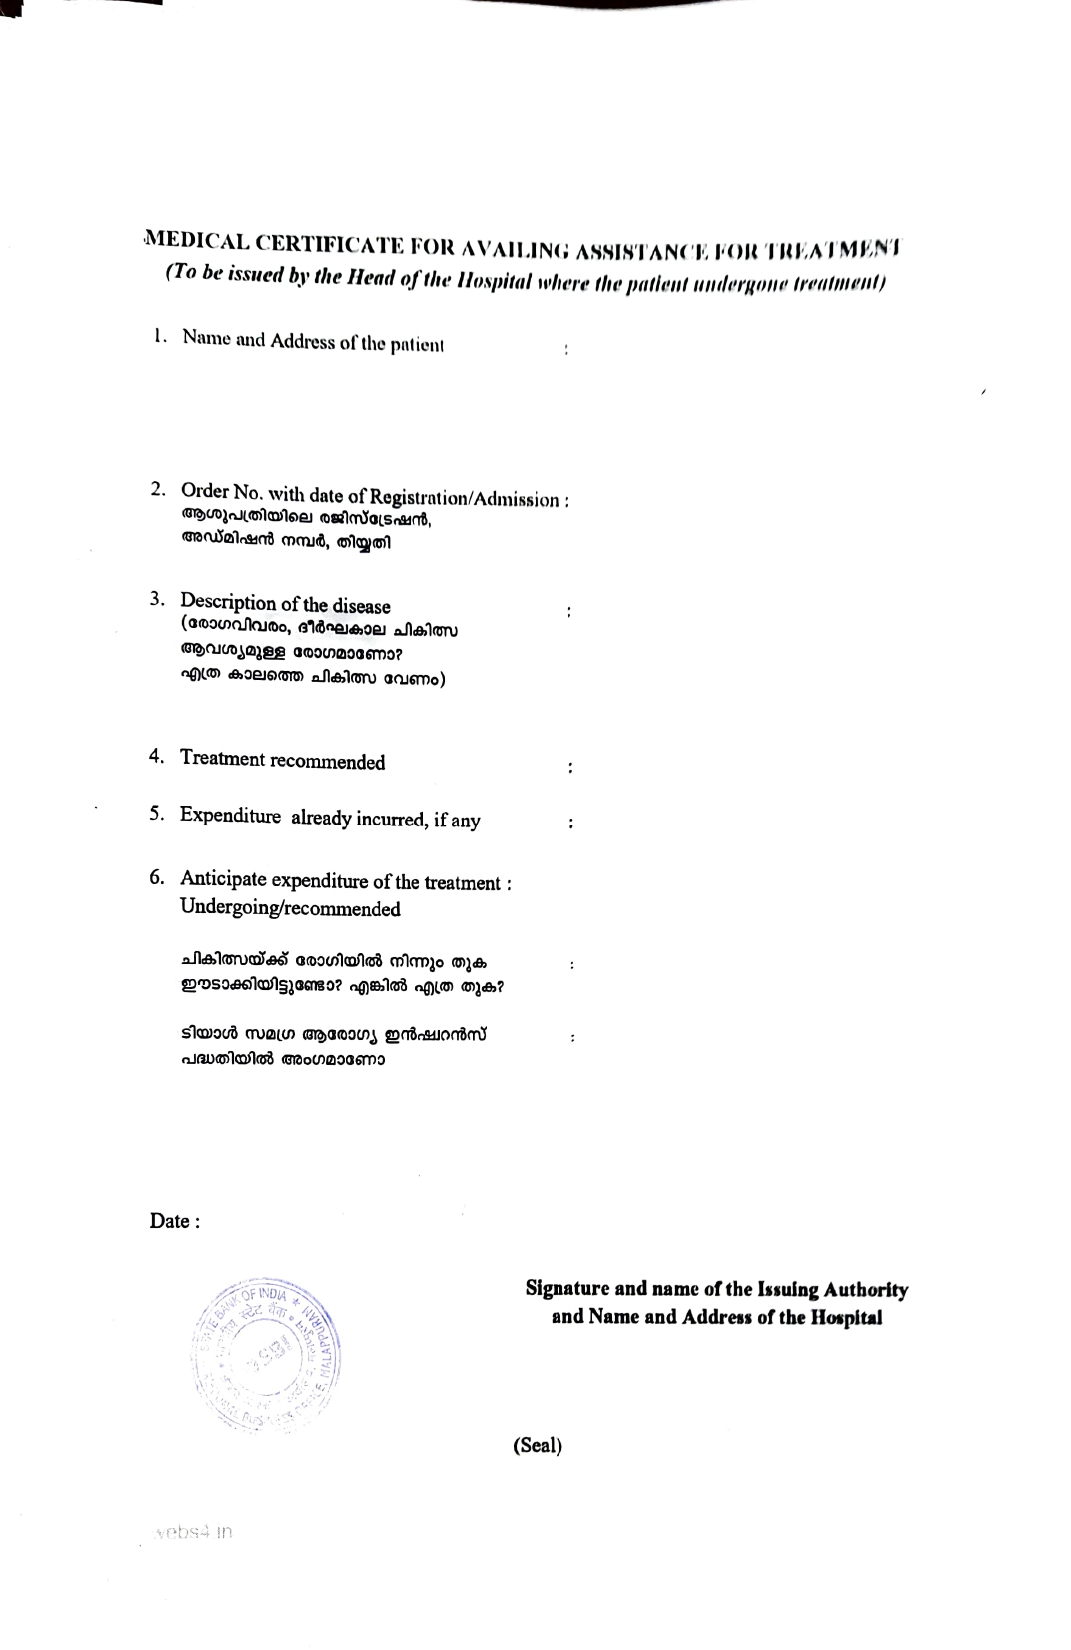 MEDICAL CERTIFICATE FOR AVAILING ASSISTANCE FOR TREATMENT
(To be issued by the Head of the Hospital where the patient undergone treatment)
1. Name and Address of the patient :
2. Order No. with date of Registration/Admission :
ആശുപത്രിയിലെ രജിസ്ട്രേഷൻ,
അഡ്മിഷൻ നമ്പർ, തിയ്യതി
3. Description of the disease :
(രോഗവിവരം, ദീർഘകാല ചികിത്സ
ആവശ്യമുള്ള രോഗമാണോ?
എത്ര കാലത്തെ ചികിത്സ വേണം)
4. Treatment recommended :
5. Expenditure already incurred, if any :
6. Anticipate expenditure of the treatment :
Undergoing/recommended
ചികിത്സയ്ക്ക് രോഗിയിൽ നിന്നും തുക :
ഈടാക്കിയിട്ടുണ്ടോ? എങ്കിൽ എത്ര തുക?
ടിയാൾ സമഗ്ര ആരോഗ്യ ഇൻഷ്വറൻസ് :
പദ്ധതിയിൽ അംഗമാണോ
Date :
Signature and name of the Issuing Authority
and Name and Address of the Hospital
STATE BANK OF INDIA ★
भारतीय स्टेट बैंक
REGIONAL BUSINESS OFFICE, MALAPPURAM
(Seal)
vebs4 in